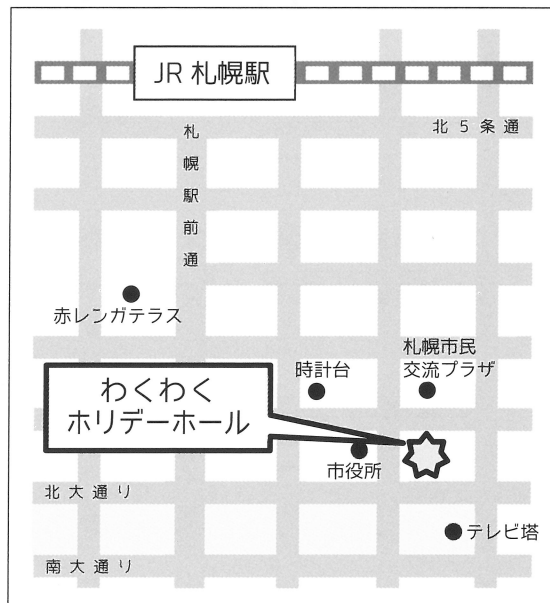 JR 札幌駅
北5条通
札幌駅前通
赤レンガテラス
時計台
札幌市民
交流プラザ
わくわく
ホリデーホール
市役所
北大通り
テレビ塔
南大通り